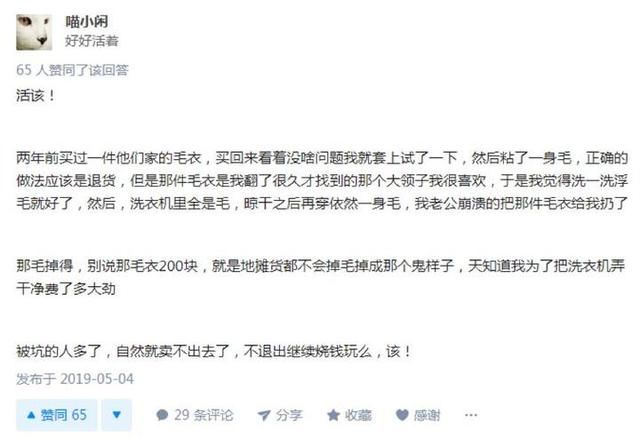 喵小闲
好好活着
65 人赞同了该回答
活该！
两年前买过一件他们家的毛衣，买回来看着没啥问题我就套上试了一下，然后粘了一身毛，正确的
做法应该是退货，但是那件毛衣是我翻了很久才找到的那个大领子我很喜欢，于是我觉得洗一洗浮
毛就好了，然后，洗衣机里全是毛，晾干之后再穿依然一身毛，我老公崩溃的把那件毛衣给我扔了
那毛掉得，别说那毛衣200块，就是地摊货都不会掉毛掉成那个鬼样子，天知道我为了把洗衣机弄
干净费了多大劲
被坑的人多了，自然就卖不出去了，不退出继续烧钱玩么，该！
发布于 2019-05-04
赞同 65 29 条评论 分享 收藏 感谢 ···